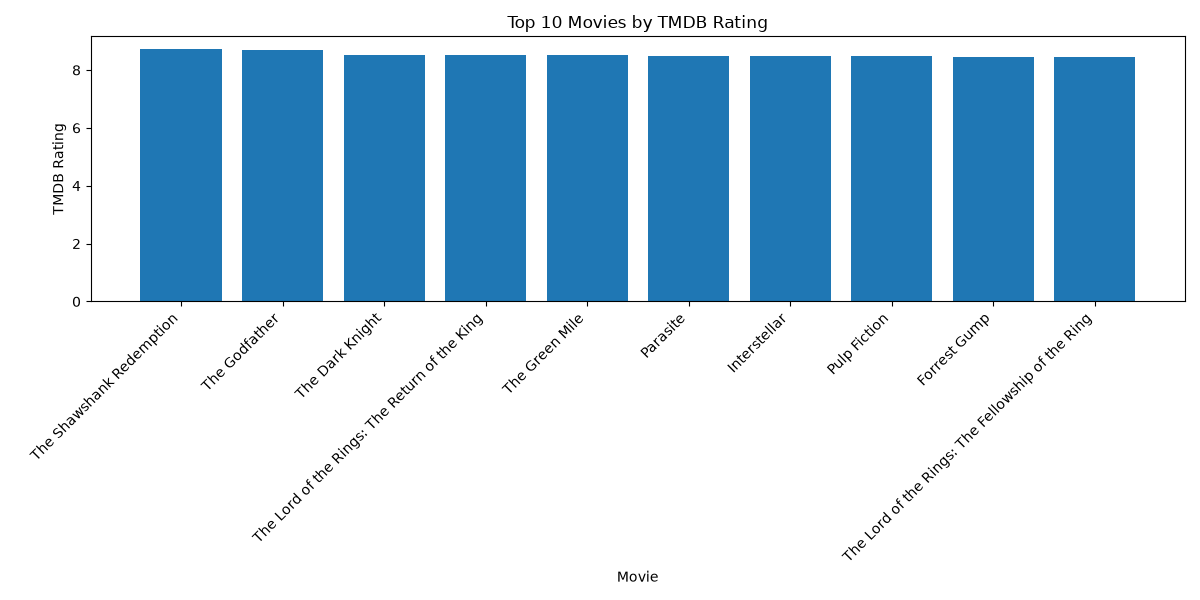 Top 10 Movies by TMDB Rating
TMDB Rating
8
6
4
2
0
The Shawshank Redemption
The Godfather
The Dark Knight
The Lord of the Rings: The Return of the King
The Green Mile
Parasite
Interstellar
Pulp Fiction
Forrest Gump
The Lord of the Rings: The Fellowship of the Ring
Movie